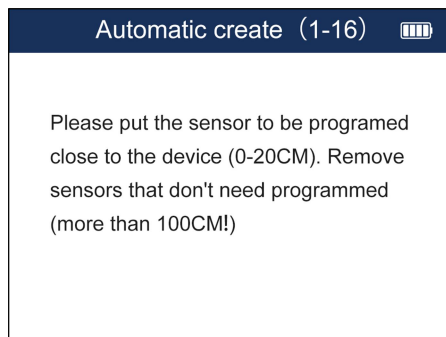 Automatic create（1-16）
Please put the sensor to be programed
close to the device (0-20CM). Remove
sensors that don't need programmed
(more than 100CM!)